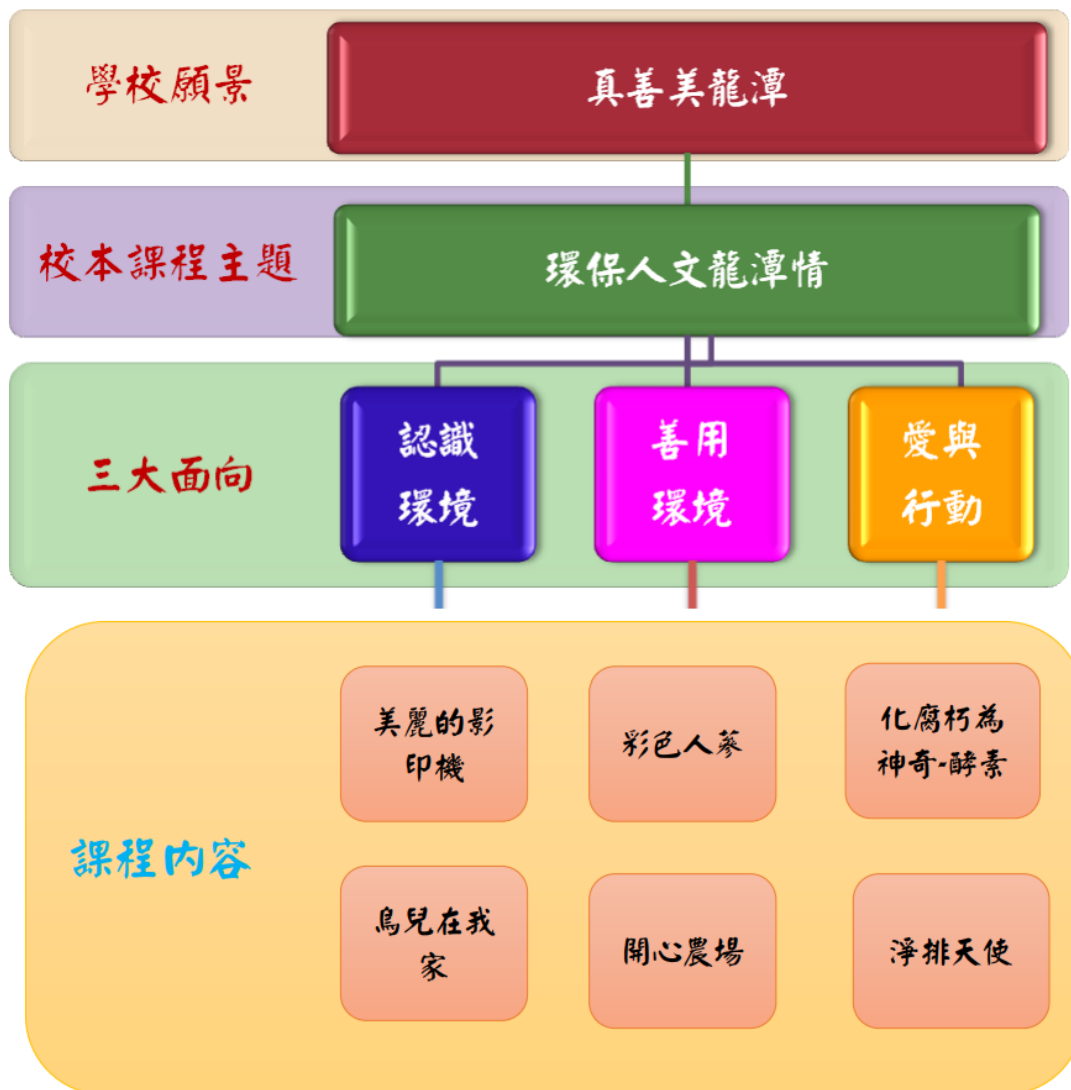 學校願景
真善美龍潭
校本課程主題
環保人文龍潭情
三大面向
認識
環境
善用
環境
愛與
行動
課程內容
美麗的影
印機
彩色人蔘
化腐朽為
神奇-酵素
鳥兒在我
家
開心農場
淨排天使